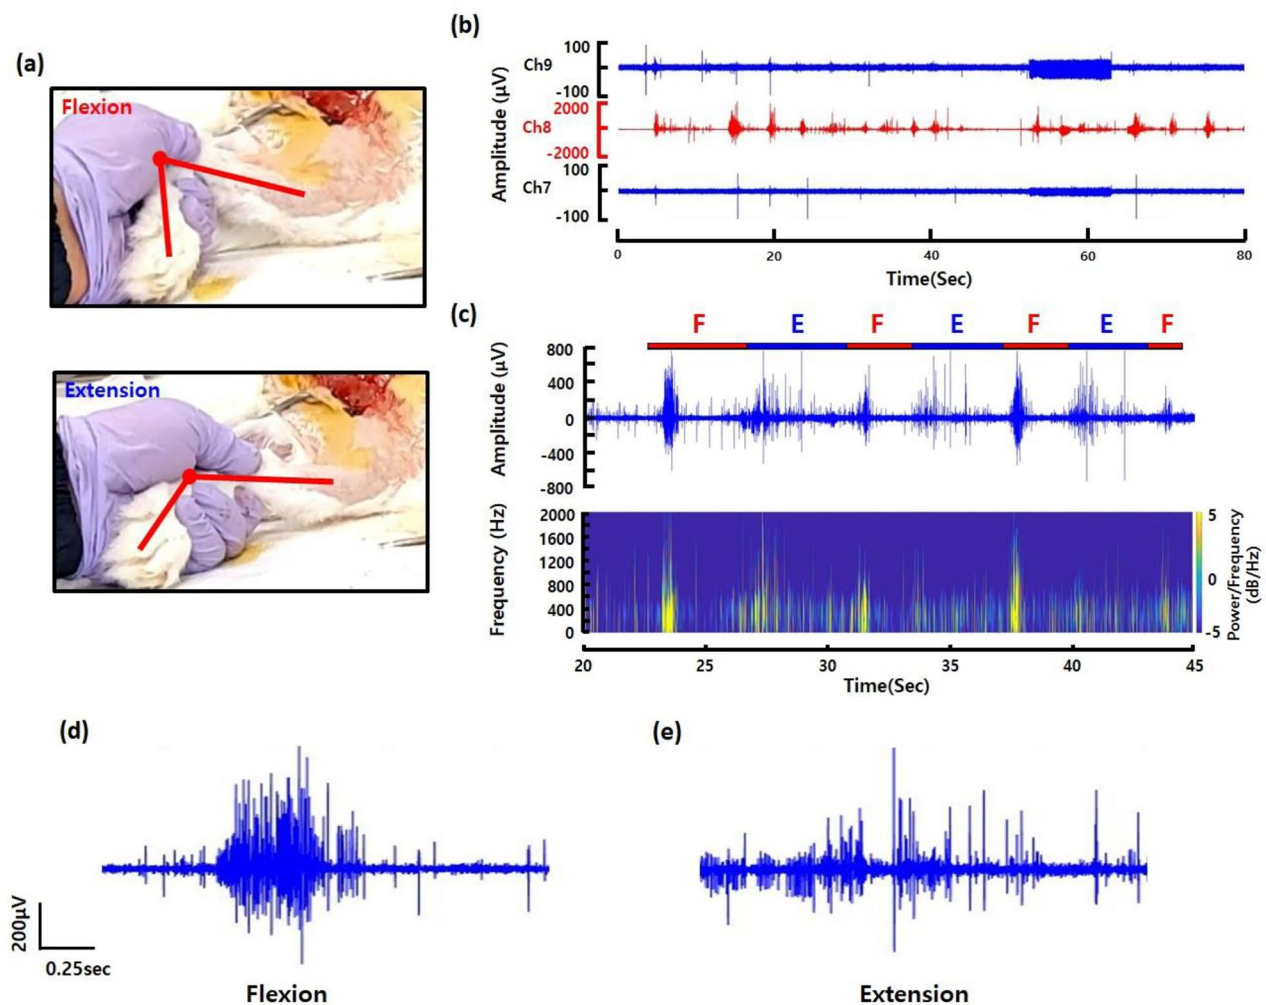 (a)
Flexion
Extension
(b)
Amplitude (µV)
100
Ch9
-100
2000
Ch8
-2000
100
Ch7
-100
0 20 40 60 80
Time(Sec)
(c)
F E F E F E F
Amplitude (µV)
800
400
0
-400
-800
Frequency (Hz)
2000
1600
1200
800
400
0
5
0
-5
Power/Frequency
(dB/Hz)
20 25 30 35 40 45
Time(Sec)
(d)
200µV
0.25sec
Flexion
(e)
Extension